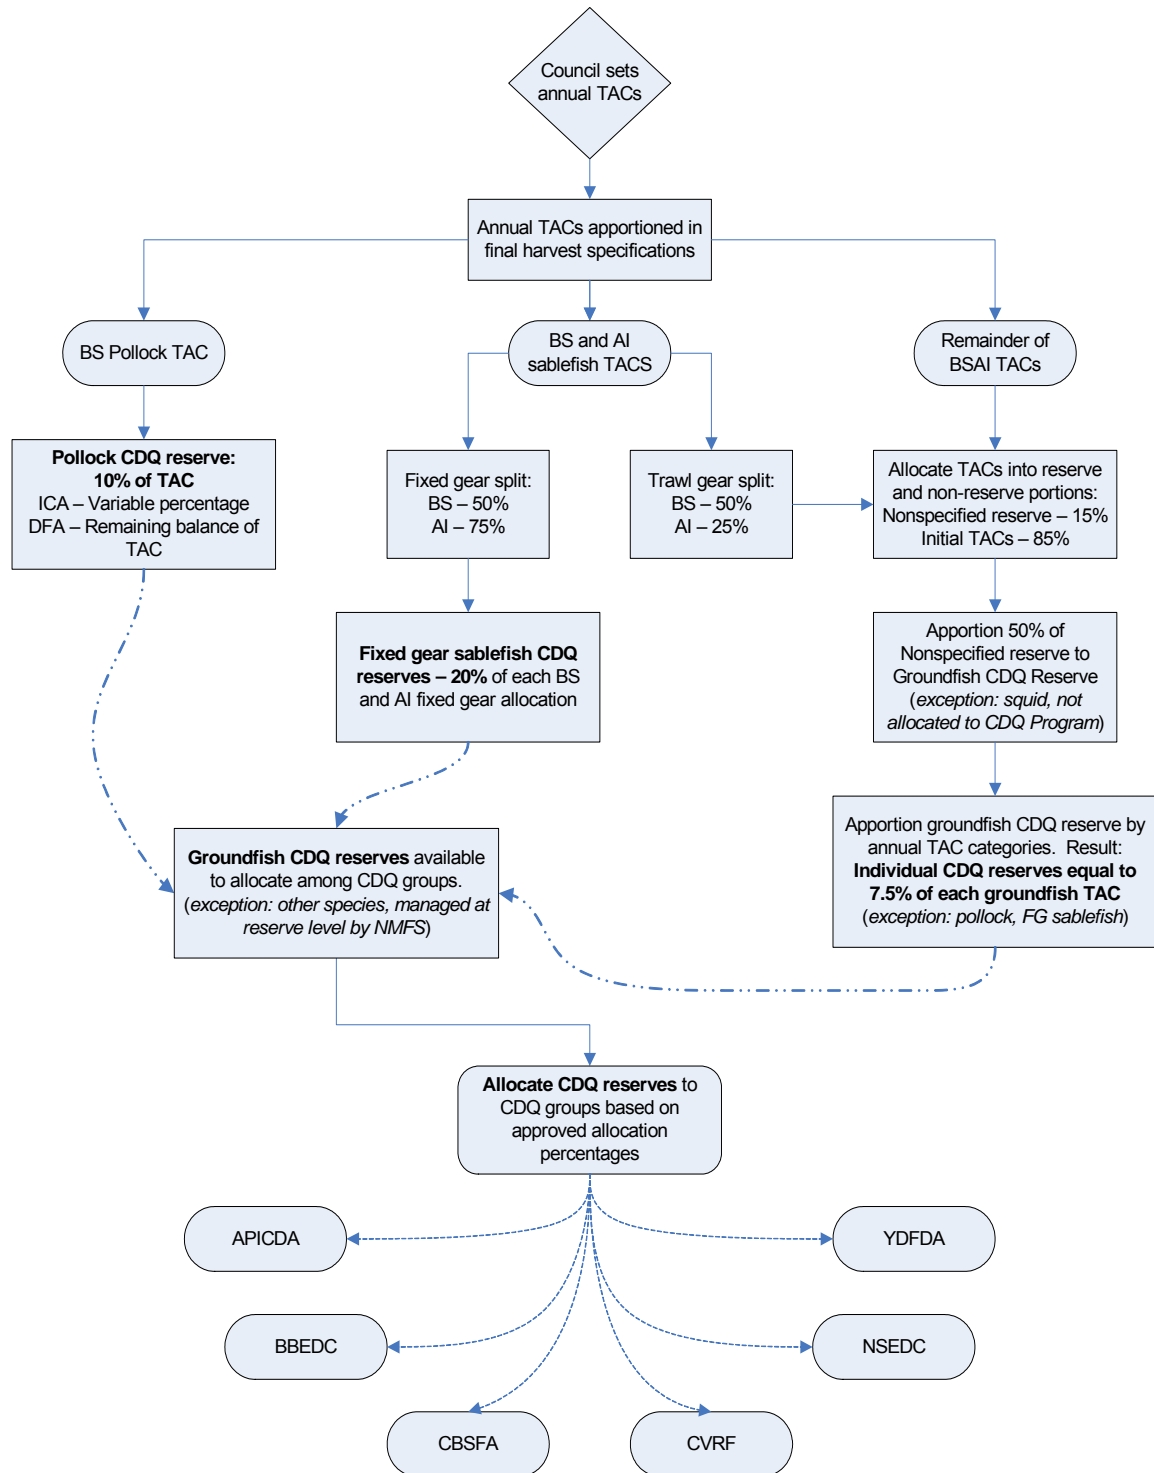 Council sets
annual TACs
Annual TACs apportioned in
final harvest specifications
BS Pollock TAC
BS and AI
sablefish TACS
Remainder of
BSAI TACs
Pollock CDQ reserve:
10% of TAC
ICA – Variable percentage
DFA – Remaining balance of
TAC
Fixed gear split:
BS – 50%
AI – 75%
Trawl gear split:
BS – 50%
AI – 25%
Allocate TACs into reserve
and non-reserve portions:
Nonspecified reserve – 15%
Initial TACs – 85%
Fixed gear sablefish CDQ
reserves – 20% of each BS
and AI fixed gear allocation
Apportion 50% of
Nonspecified reserve to
Groundfish CDQ Reserve
(exception: squid, not
allocated to CDQ Program)
Groundfish CDQ reserves available
to allocate among CDQ groups.
(exception: other species, managed at
reserve level by NMFS)
Apportion groundfish CDQ reserve by
annual TAC categories.  Result:
Individual CDQ reserves equal to
7.5% of each groundfish TAC
(exception: pollock, FG sablefish)
Allocate CDQ reserves to
CDQ groups based on
approved allocation
percentages
APICDA
YDFDA
BBEDC
NSEDC
CBSFA
CVRF